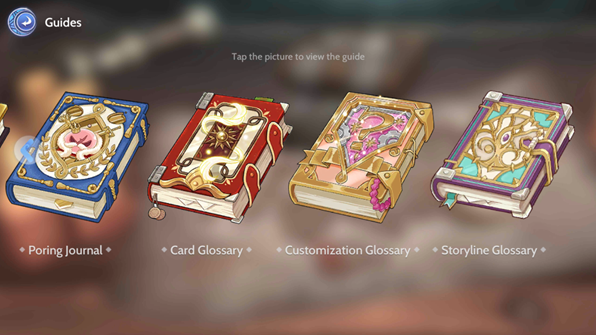 Guides
Tap the picture to view the guide
Poring Journal
Card Glossary
Customization Glossary
Storyline Glossary